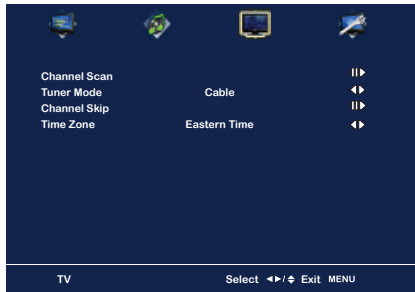 Channel Scan
Tuner Mode Cable
Channel Skip
Time Zone Eastern Time
TV Select ◄►/⬍ Exit MENU